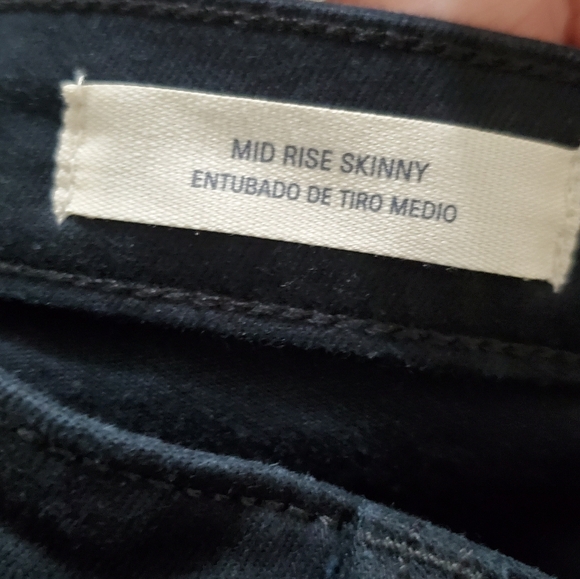 MID RISE SKINNY
ENTUBADO DE TIRO MEDIO